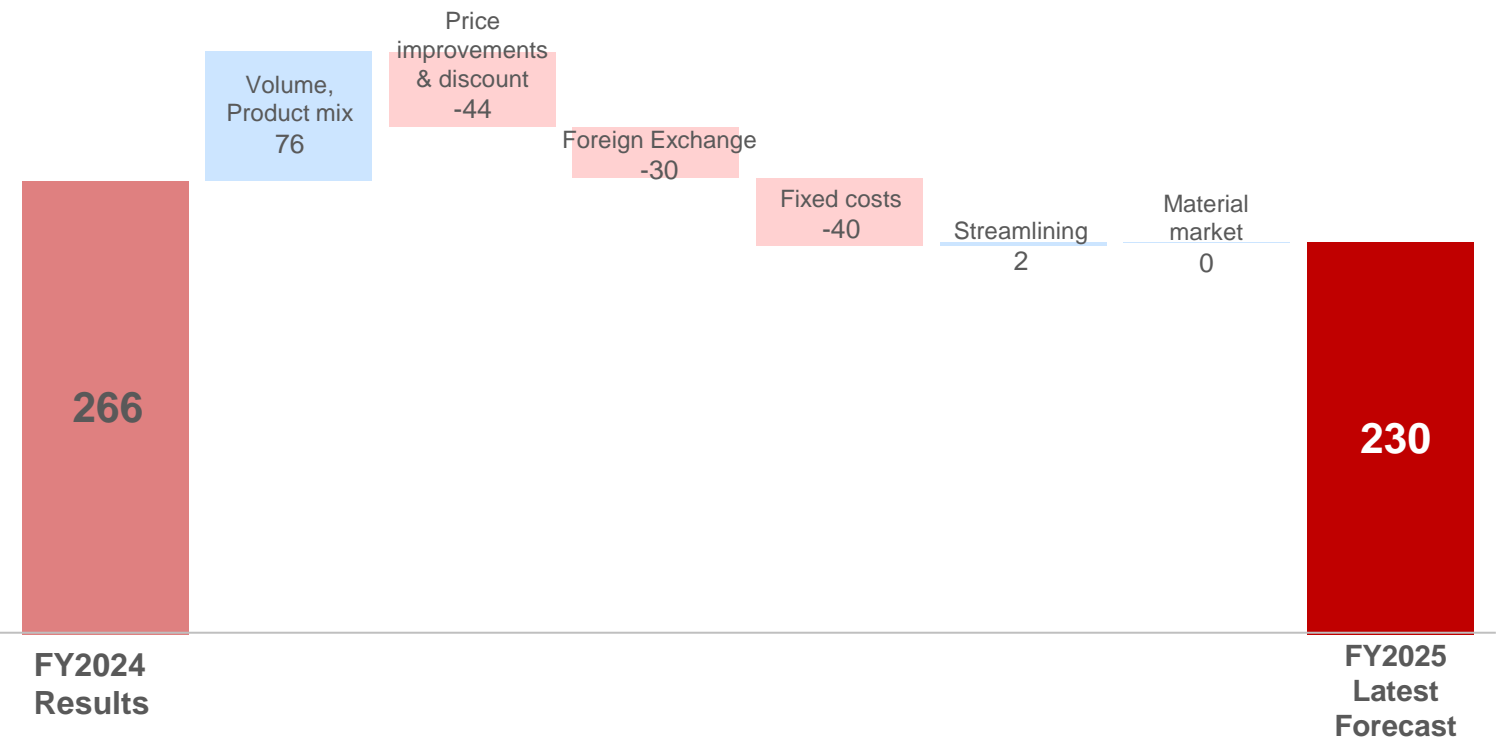 Price
improvements
& discount
-44
Volume,
Product mix
76
Foreign Exchange
-30
Fixed costs
-40
Streamlining
2
Material
market
0
266
230
FY2024
Results
FY2025
Latest
Forecast